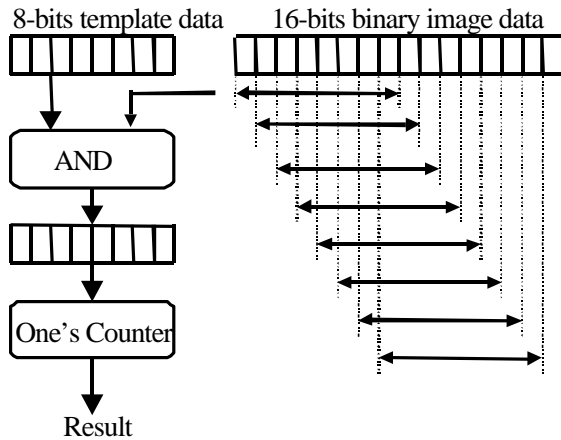 8-bits template data
16-bits binary image data
AND
One's Counter
Result